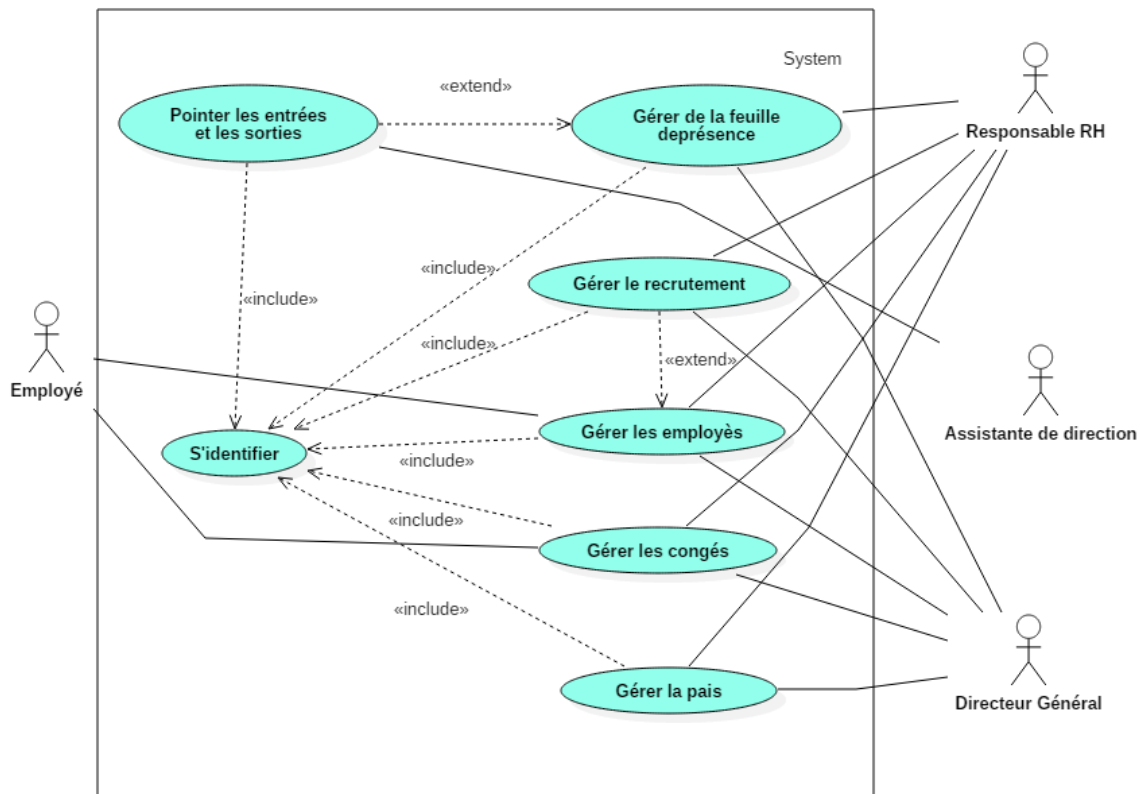 System
«extend»
Pointer les entrées
et les sorties
Gérer de la feuille
deprésence
Responsable RH
«include»
Gérer le recrutement
«include»
«include»
«extend»
Employé
Gérer les employès
Assistante de direction
S'identifier
«include»
«include»
Gérer les congés
«include»
Gérer la pais
Directeur Général